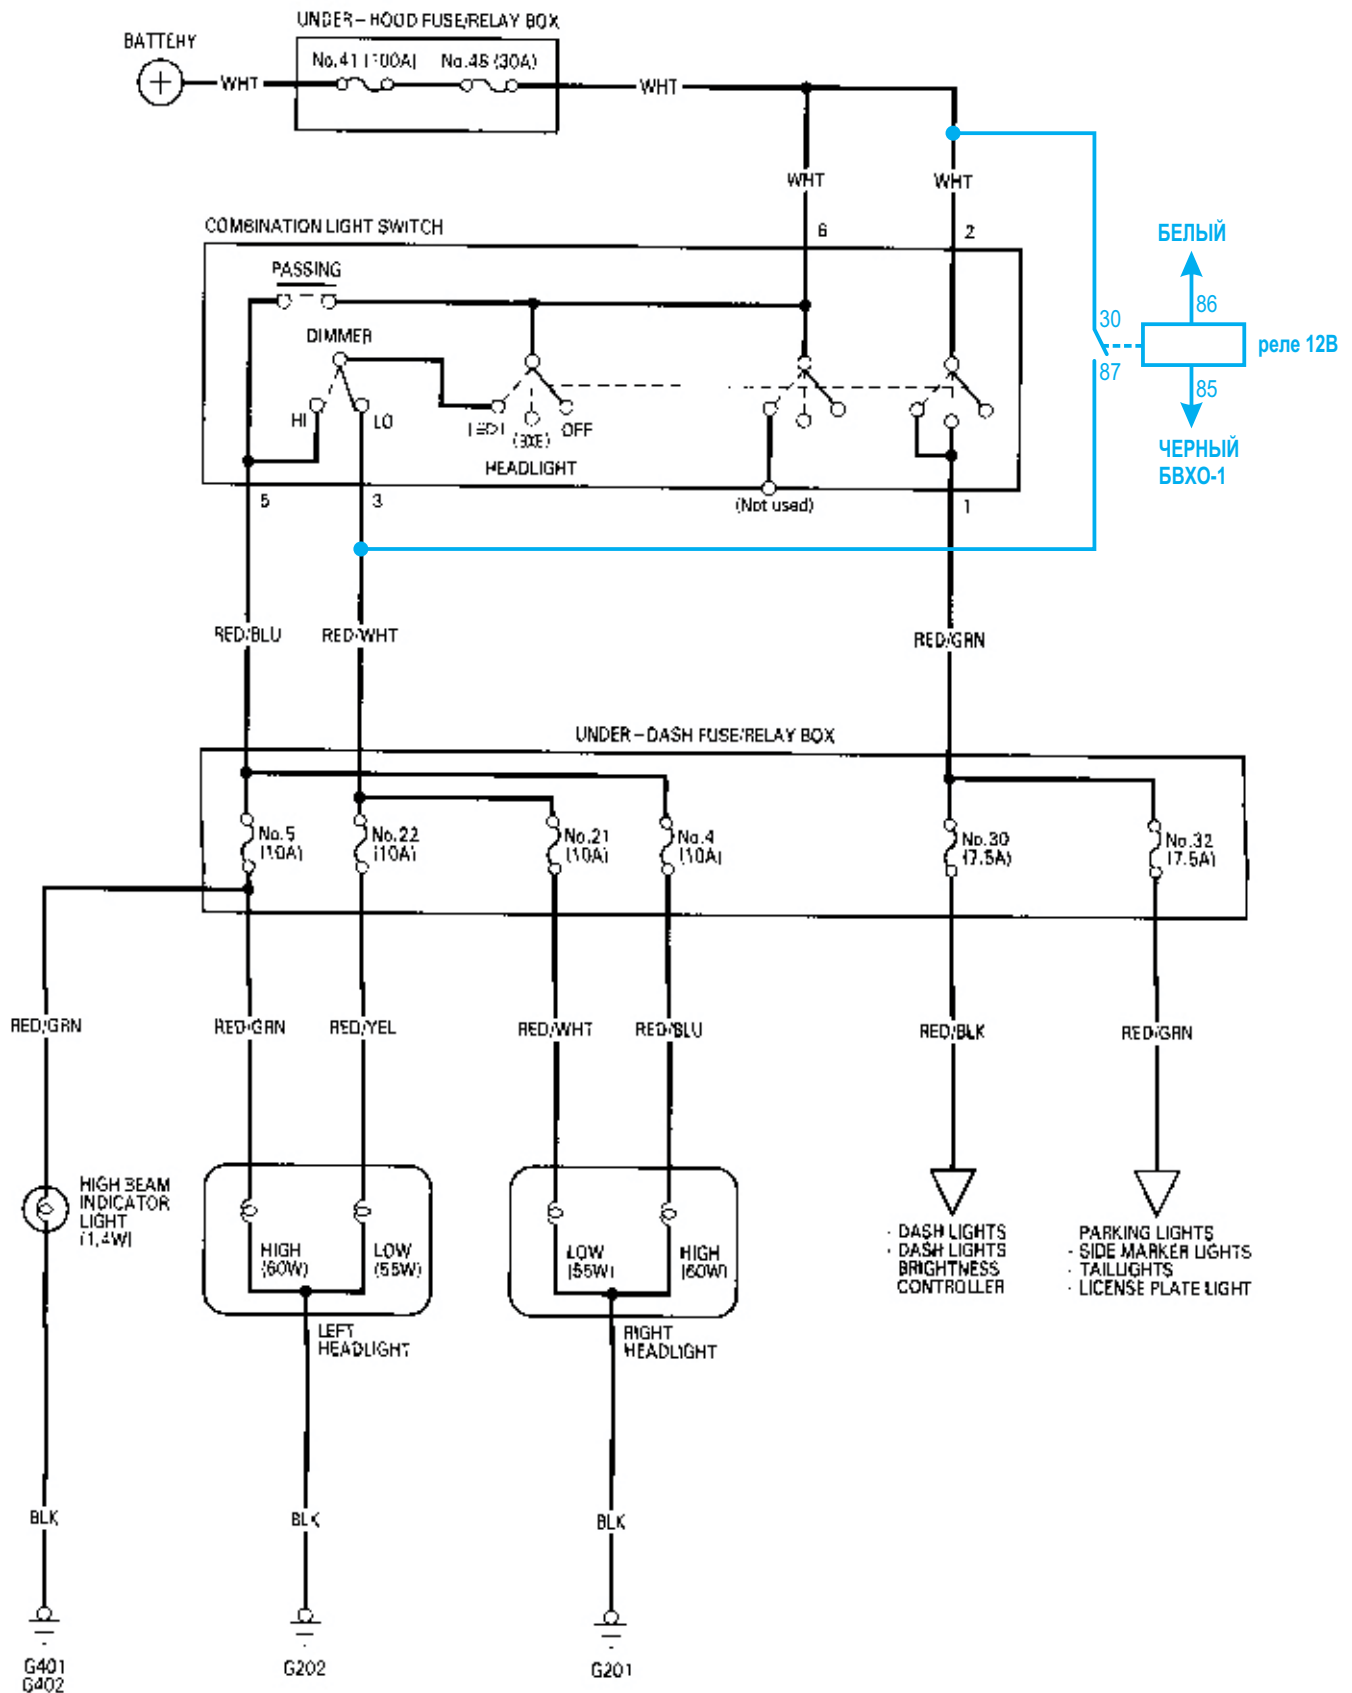 UNDER-HOOD FUSE/RELAY BOX
BATTEHY
No.41 (100A)
No.46 (30A)
WHT
WHT
WHT
WHT
COMBINATION LIGHT SWITCH
6
2
БЕЛЫЙ
PASSING
86
30
DIMMER
реле 12В
87
85
HI
LO
OFF
HEADLIGHT
ЧЕРНЫЙ
БВХО-1
5
3
(Not used)
1
RED/BLU
RED/WHT
RED/GRN
UNDER-DASH FUSE/RELAY BOX
No.5
(10A)
No.22
(10A)
No.21
(10A)
No.4
(10A)
No.30
(7.5A)
No.32
(7.5A)
RED/GRN
RED/GRN
RED/YEL
RED/WHT
RED/BLU
RED/BLK
RED/GRN
HIGH BEAM
INDICATOR
LIGHT
(1.4W)
HIGH
(60W)
LOW
(55W)
LOW
(55W)
HIGH
(60W)
· DASH LIGHTS
· DASH LIGHTS
BRIGHTNESS
CONTROLLER
PARKING LIGHTS
· SIDE MARKER LIGHTS
· TAILLIGHTS
· LICENSE PLATE LIGHT
LEFT
HEADLIGHT
RIGHT
HEADLIGHT
BLK
BLK
BLK
G401
G402
G202
G201